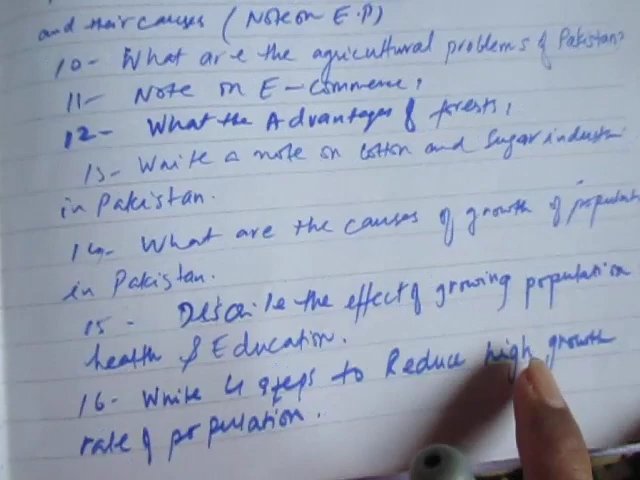 and their causes (Note on E.P)
10- What are the agricultural problems of Pakistan?
11- Note on E-Commerce,
12- What the Advantages of forests,
13- Write a note on cotton and Sugar industr
in Pakistan.
14- What are the causes of growth of populat
in Pakistan.
15- Describe the effect of growing population
health & Education.
16- Write 4 steps to Reduce high growth
rate of population.